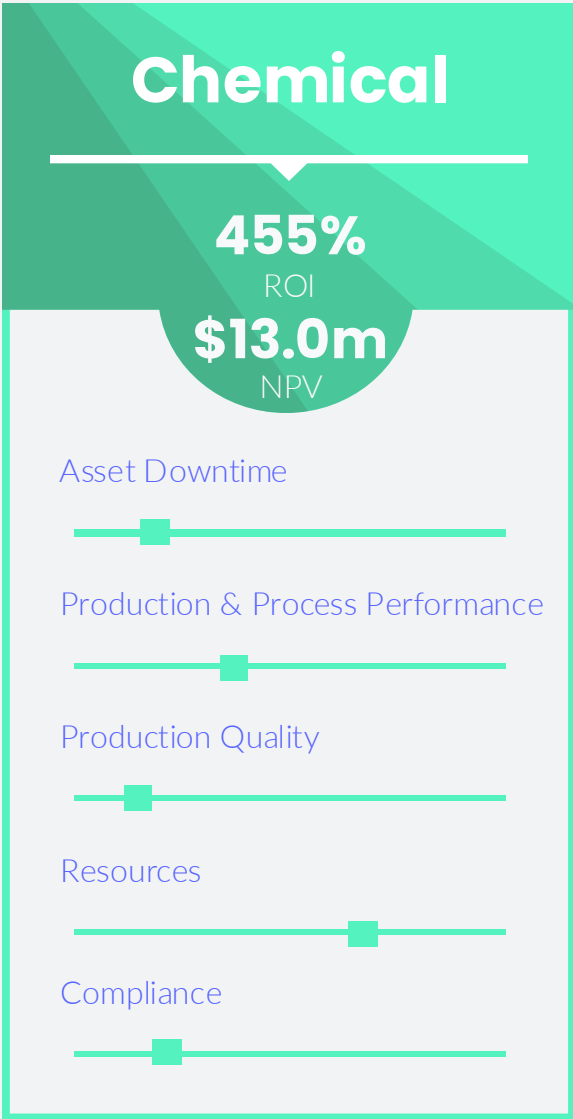 Chemical
455%
ROI
$13.0m
NPV
Asset Downtime
Production & Process Performance
Production Quality
Resources
Compliance